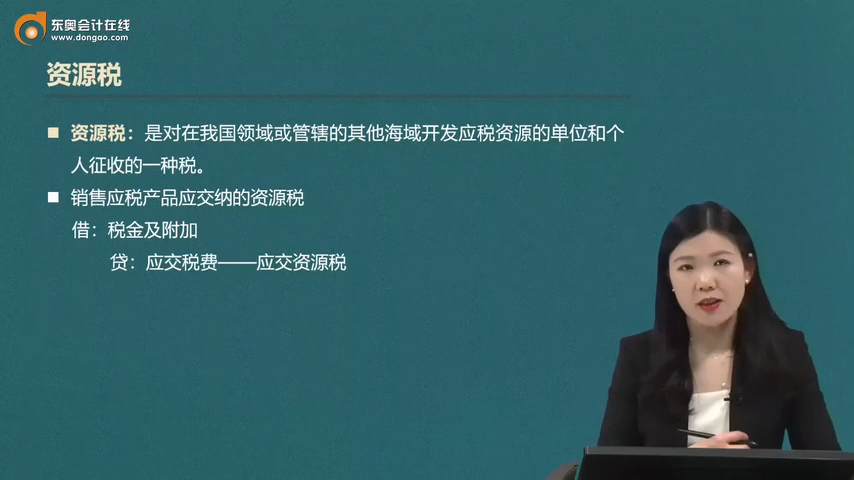 东奥会计在线
www.dongao.com
资源税
资源税：是对在我国领域或管辖的其他海域开发应税资源的单位和个
人征收的一种税。
销售应税产品应交纳的资源税
借：税金及附加
贷：应交税费——应交资源税